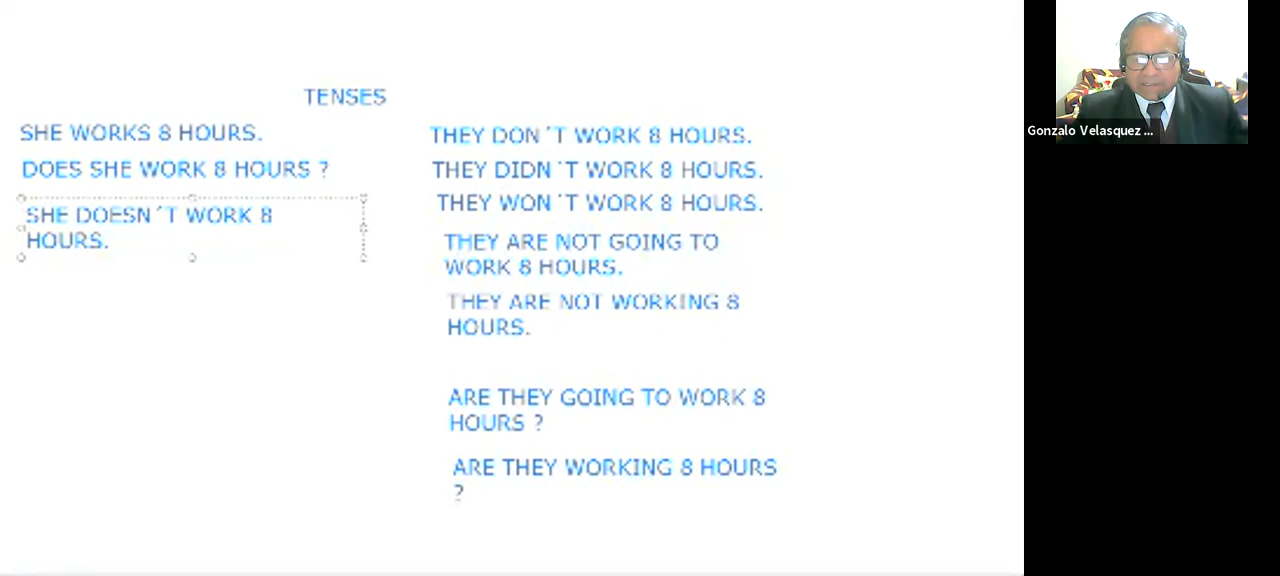 TENSES
SHE WORKS 8 HOURS.
DOES SHE WORK 8 HOURS ?
SHE DOESN´T WORK 8
HOURS.
THEY DON´T WORK 8 HOURS.
THEY DIDN´T WORK 8 HOURS.
THEY WON´T WORK 8 HOURS.
THEY ARE NOT GOING TO
WORK 8 HOURS.
THEY ARE NOT WORKING 8
HOURS.
ARE THEY GOING TO WORK 8
HOURS ?
ARE THEY WORKING 8 HOURS
?
Gonzalo Velasquez ...